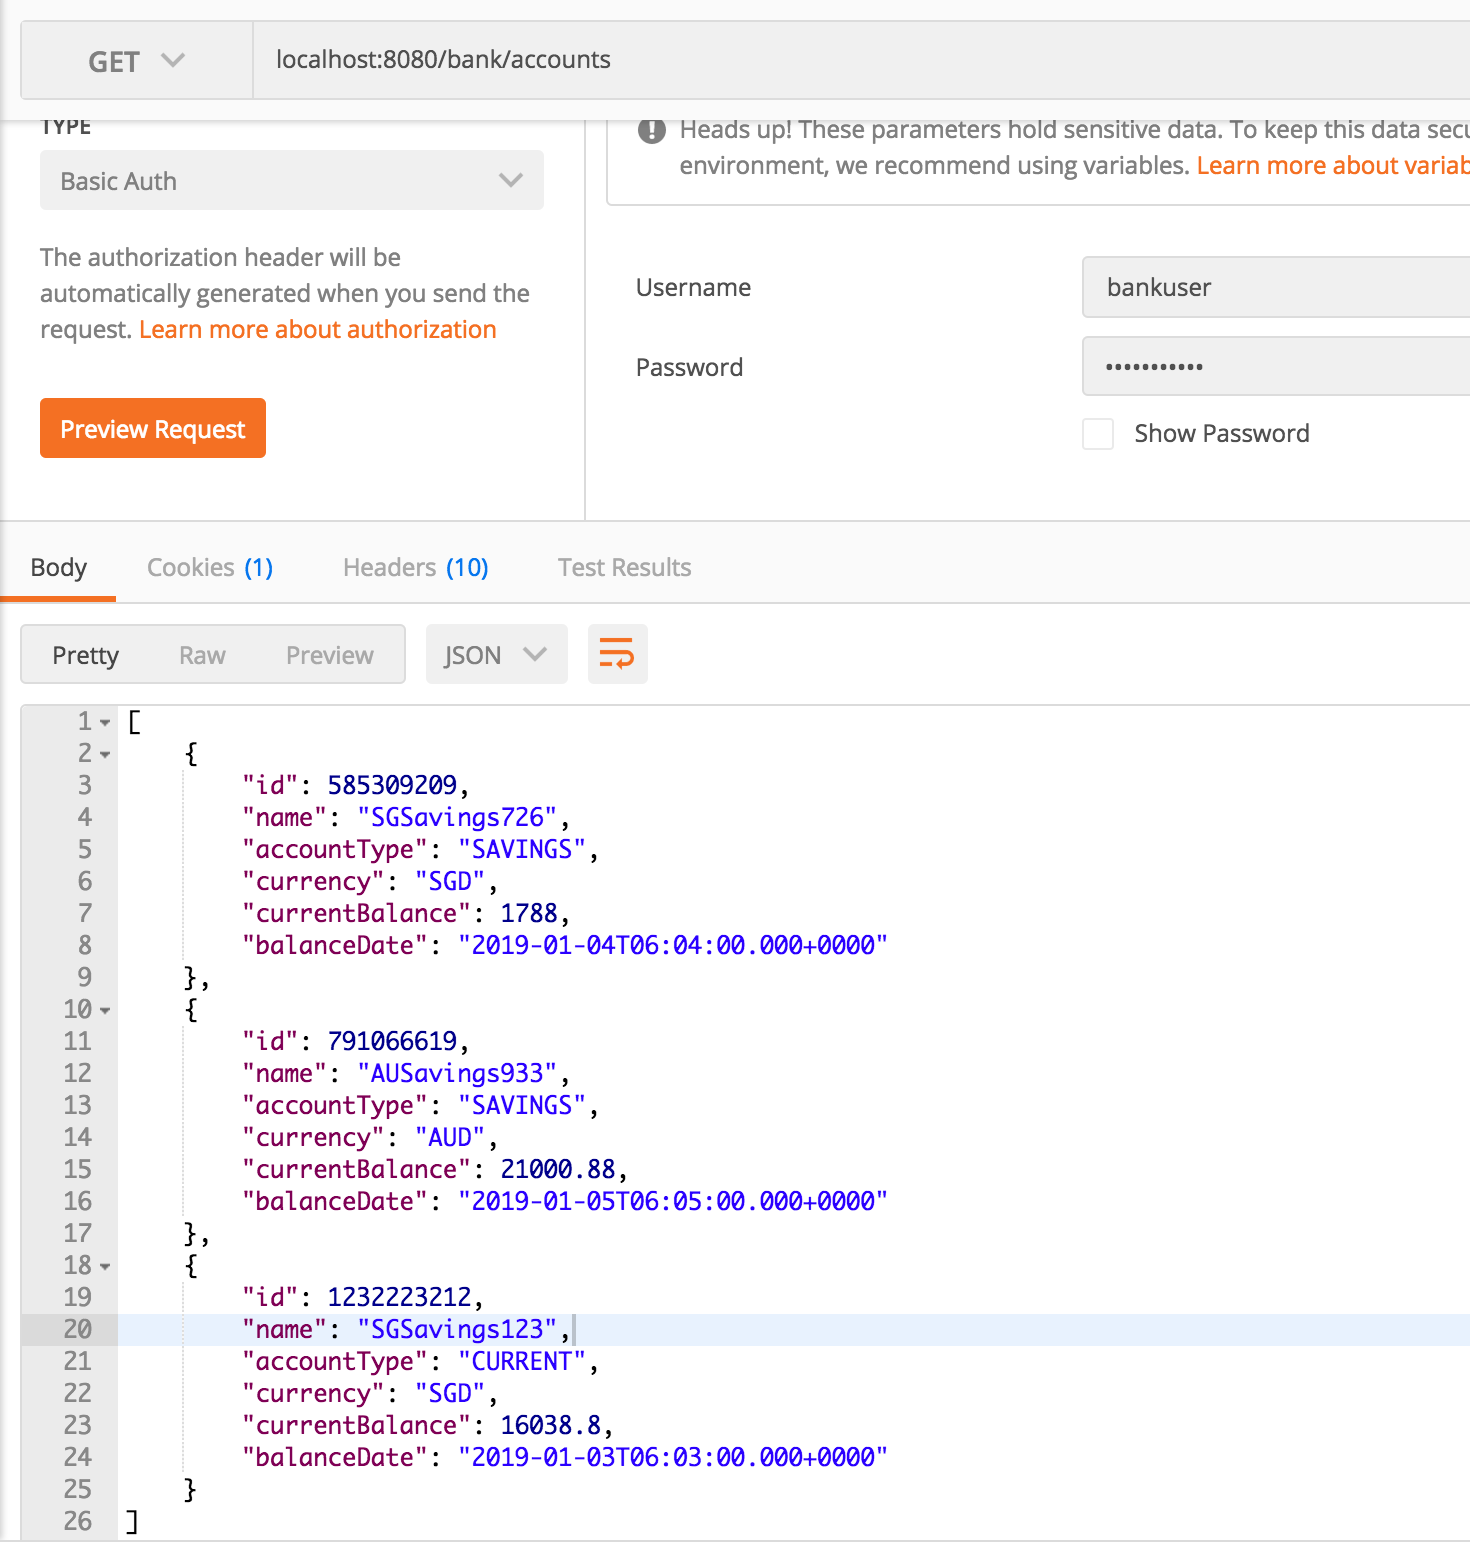 GET
localhost:8080/bank/accounts
TYPE
Basic Auth
The authorization header will be
automatically generated when you send the
request. Learn more about authorization
Preview Request
Heads up! These parameters hold sensitive data. To keep this data
environment, we recommend using variables. Learn more about
Username
bankuser
Password
•••••••••••
Show Password
Body
Cookies (1)
Headers (10)
Test Results
Pretty
Raw
Preview
JSON
1 [
2 {
3 "id": 585309209,
4 "name": "SGSavings726",
5 "accountType": "SAVINGS",
6 "currency": "SGD",
7 "currentBalance": 1788,
8 "balanceDate": "2019-01-04T06:04:00.000+0000"
9 },
10 {
11 "id": 791066619,
12 "name": "AUSavings933",
13 "accountType": "SAVINGS",
14 "currency": "AUD",
15 "currentBalance": 21000.88,
16 "balanceDate": "2019-01-05T06:05:00.000+0000"
17 },
18 {
19 "id": 1232223212,
20 "name": "SGSavings123",
21 "accountType": "CURRENT",
22 "currency": "SGD",
23 "currentBalance": 16038.8,
24 "balanceDate": "2019-01-03T06:03:00.000+0000"
25 }
26 ]